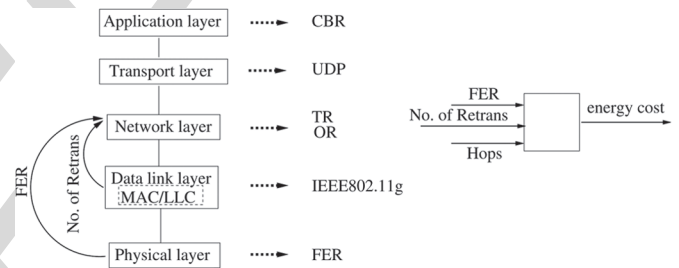 Application layer
CBR
Transport layer
UDP
Network layer
TR
OR
Data link layer
MAC/LLC
IEEE802.11g
Physical layer
FER
FER
No. of Retrans
FER
No. of Retrans
Hops
energy cost